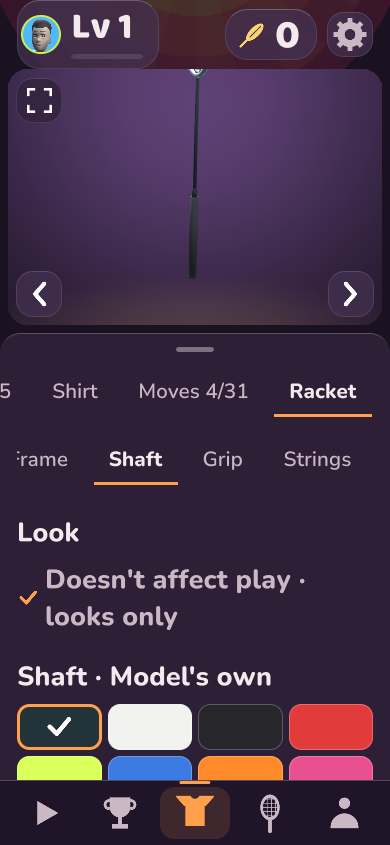 Lv 1
0
5 Shirt Moves 4/31 Racket
Frame Shaft Grip Strings
Look
Doesn't affect play ·
looks only
Shaft · Model's own